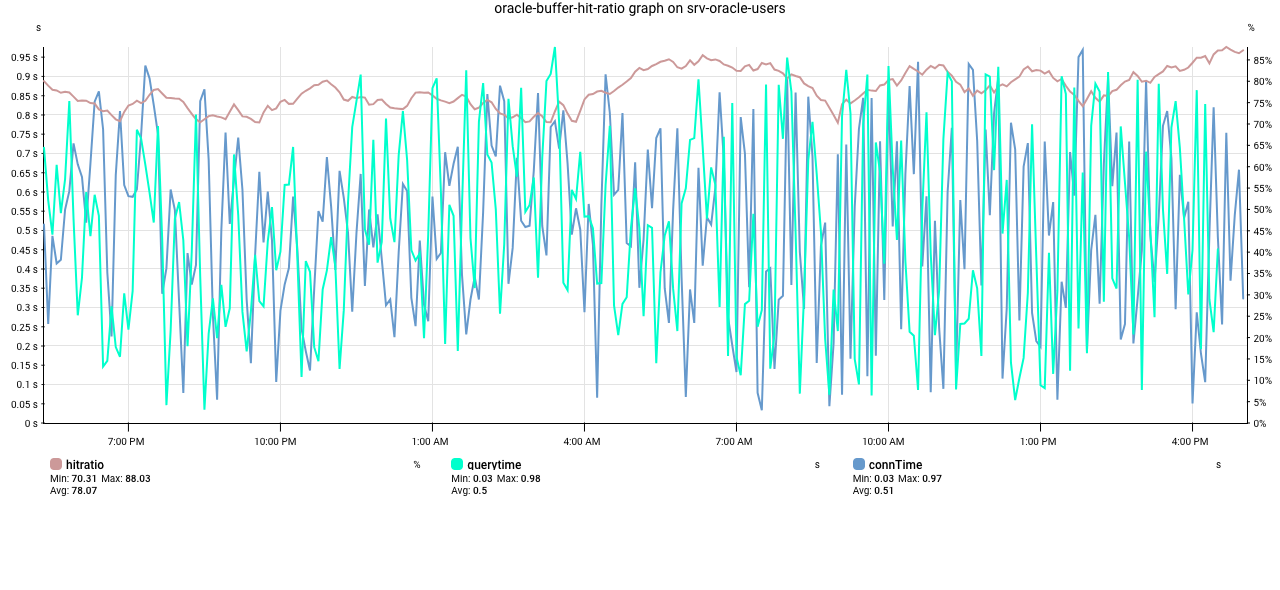 oracle-buffer-hit-ratio graph on srv-oracle-users
s %
0.95 s 85%
0.9 s 80%
0.85 s 75%
0.8 s 70%
0.75 s 65%
0.7 s 60%
0.65 s 55%
0.6 s 50%
0.55 s 45%
0.5 s 40%
0.45 s 35%
0.4 s 30%
0.35 s 25%
0.3 s 20%
0.25 s 15%
0.2 s 10%
0.15 s 5%
0.1 s 0%
0.05 s
0 s
7:00 PM 10:00 PM 1:00 AM 4:00 AM 7:00 AM 10:00 AM 1:00 PM 4:00 PM
hitratio % querytime s connTime s
Min: 70.31 Max: 88.03 Min: 0.03 Max: 0.98 Min: 0.03 Max: 0.97
Avg: 78.07 Avg: 0.5 Avg: 0.51